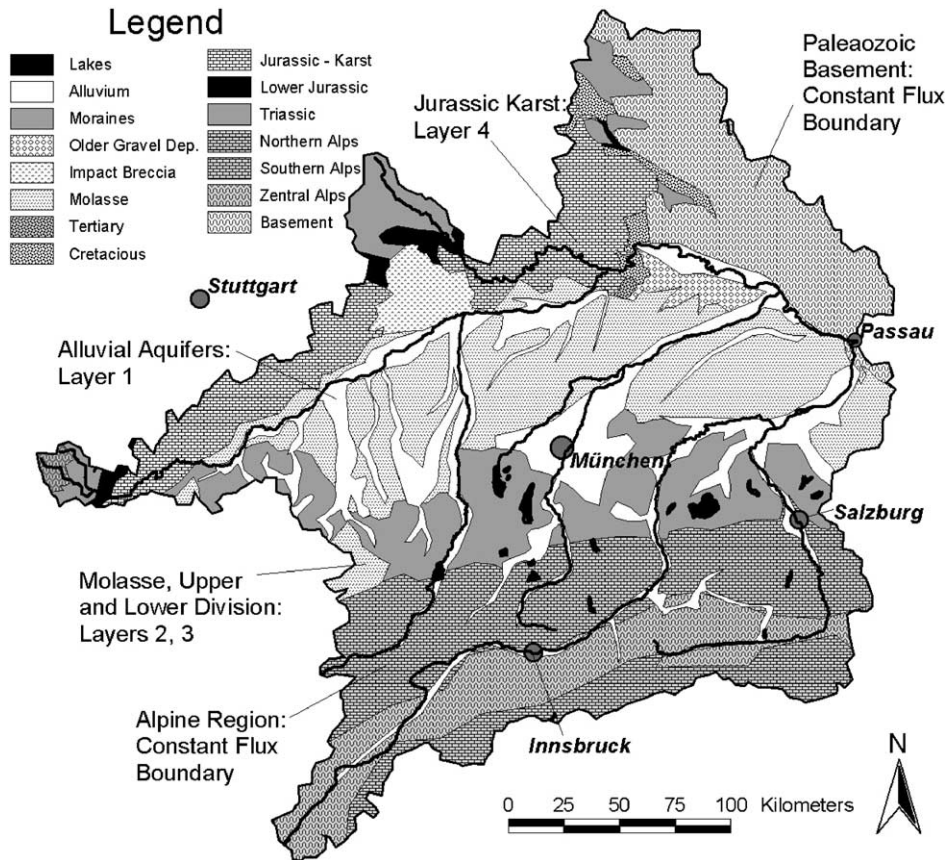 Legend
Lakes
Alluvium
Moraines
Older Gravel Dep.
Impact Breccia
Molasse
Tertiary
Cretacious
Jurassic - Karst
Lower Jurassic
Triassic
Northern Alps
Southern Alps
Zentral Alps
Basement
Paleaozoic
Basement:
Constant Flux
Boundary
Jurassic Karst:
Layer 4
Stuttgart
Passau
Alluvial Aquifers:
Layer 1
München
Salzburg
Molasse, Upper
and Lower Division:
Layers 2, 3
Alpine Region:
Constant Flux
Boundary
Innsbruck
N
0 25 50 75 100 Kilometers